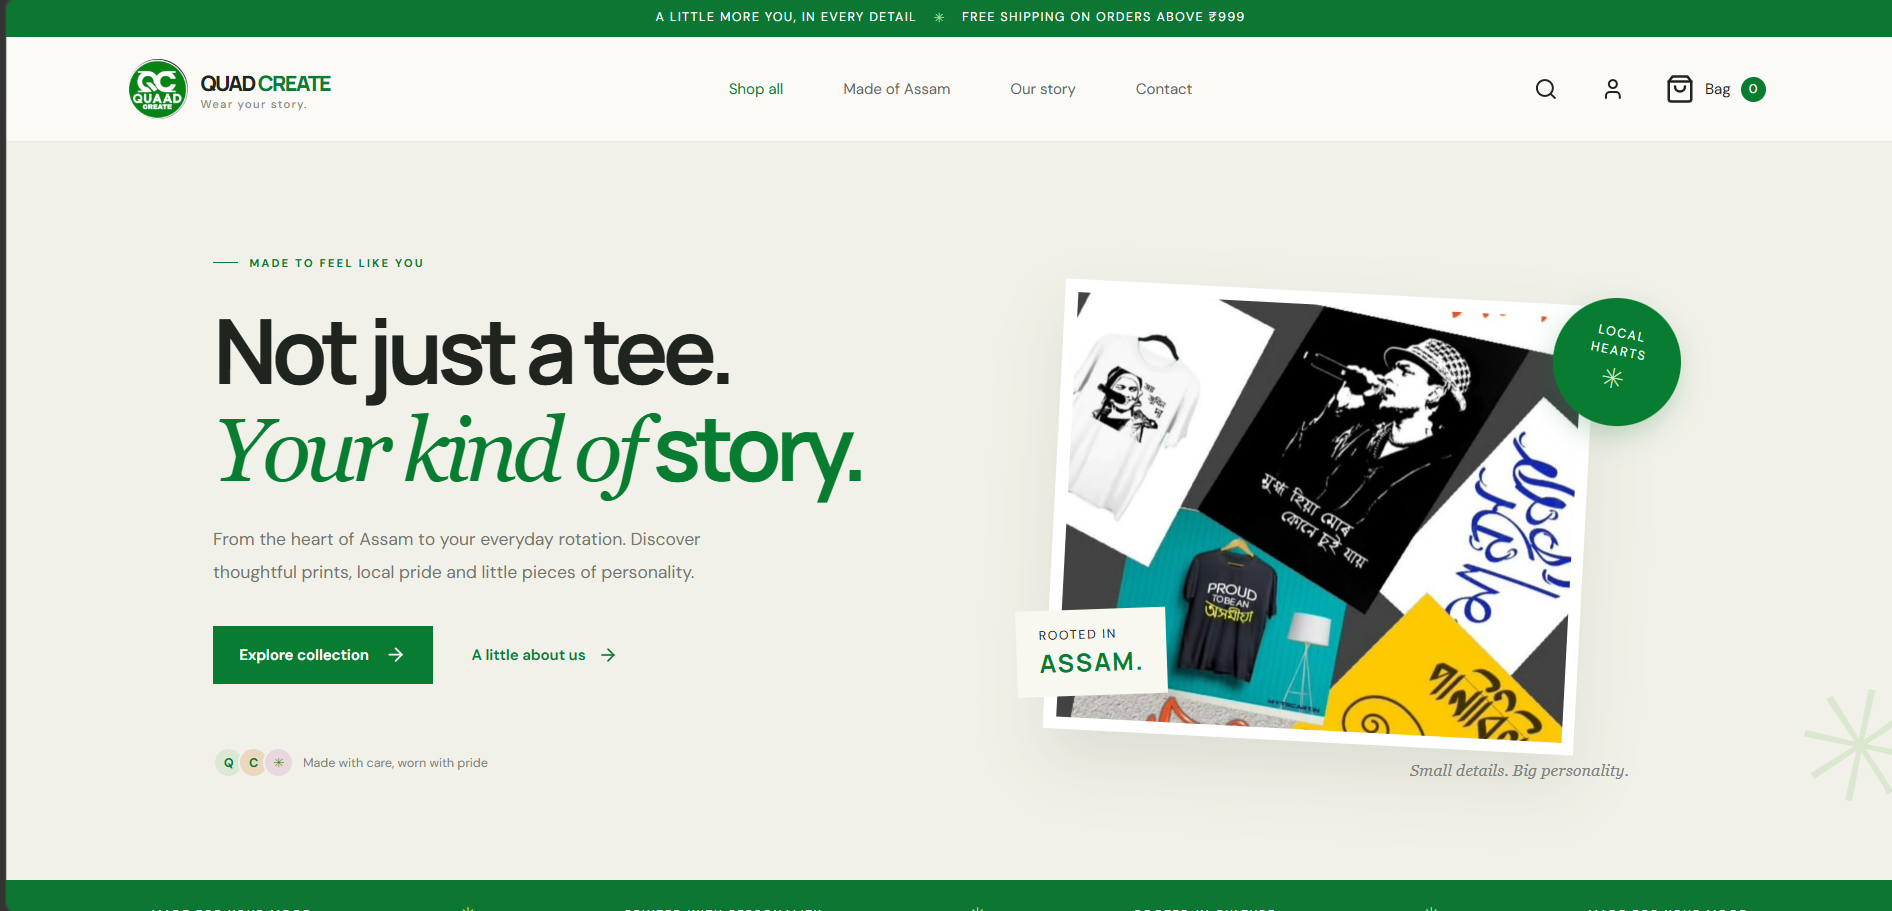 A LITTLE MORE YOU, IN EVERY DETAIL ✳ FREE SHIPPING ON ORDERS ABOVE ₹999
QC
QUAAD
CREATE
QUAD CREATE
Wear your story.
Shop all
Made of Assam
Our story
Contact
Bag 0
MADE TO FEEL LIKE YOU
Not just a tee.
Your kind of story.
From the heart of Assam to your everyday rotation. Discover
thoughtful prints, local pride and little pieces of personality.
Explore collection →
A little about us →
Q C ✳ Made with care, worn with pride
LOCAL
HEARTS
মুগ্ধ হিয়া মোৰ
কোনে চুই যায়
PROUD
TO BE AN
অসমীয়া
ROOTED IN
ASSAM.
Small details. Big personality.